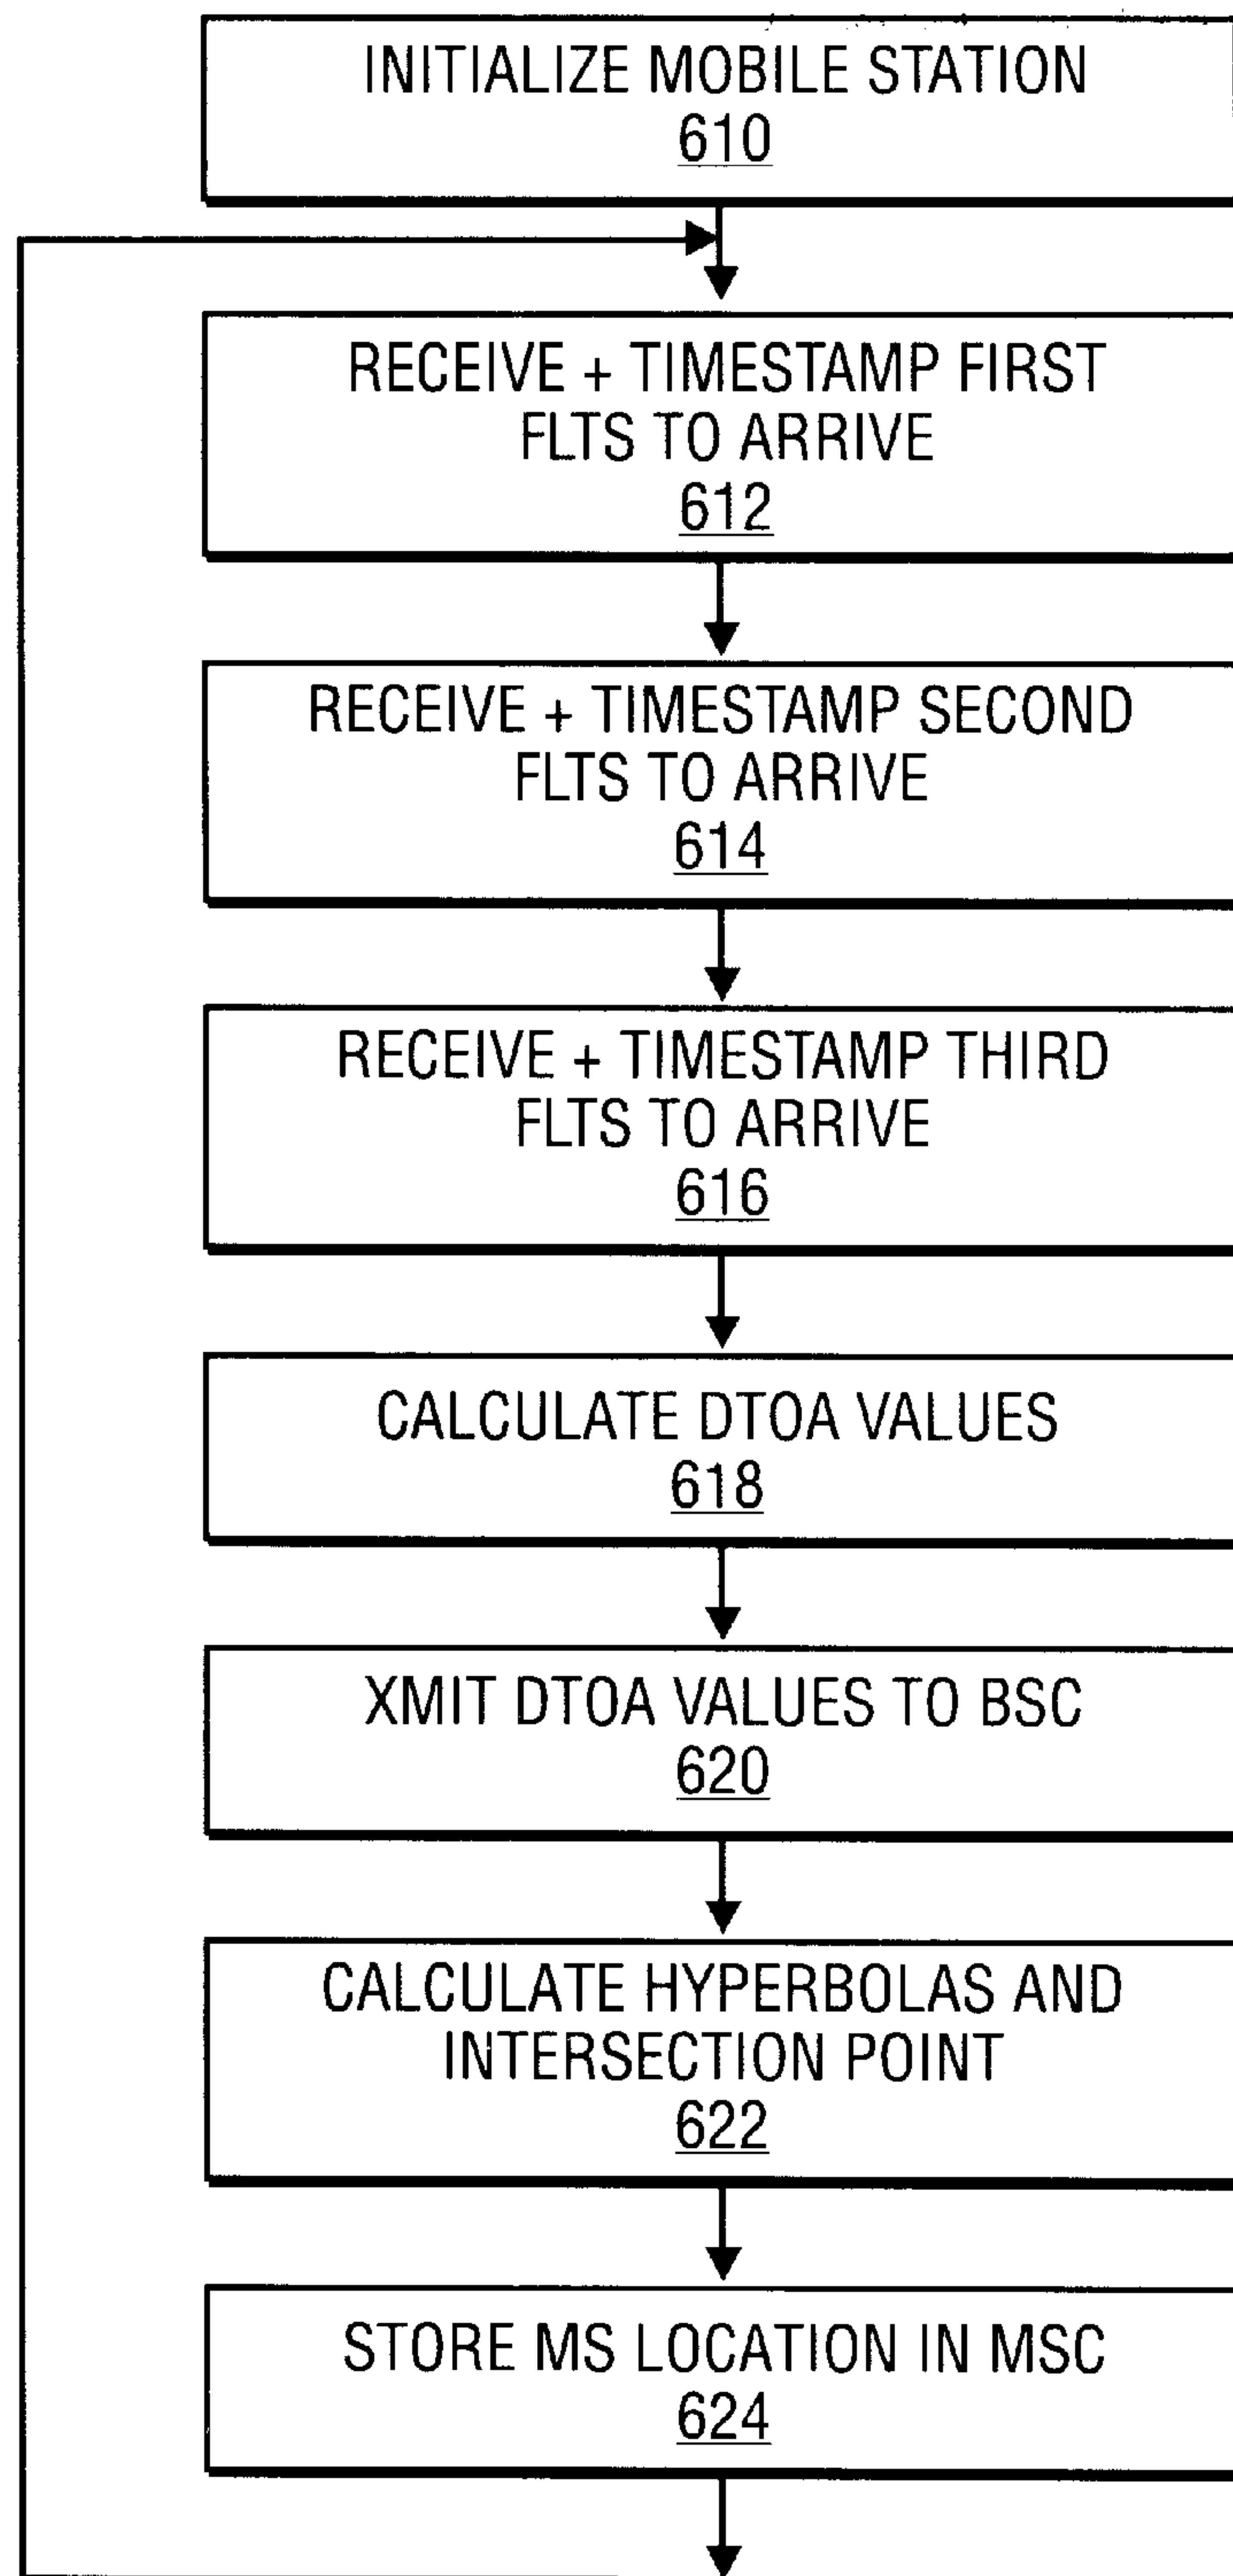 INITIALIZE MOBILE STATION
610
RECEIVE + TIMESTAMP FIRST
FLTS TO ARRIVE
612
RECEIVE + TIMESTAMP SECOND
FLTS TO ARRIVE
614
RECEIVE + TIMESTAMP THIRD
FLTS TO ARRIVE
616
CALCULATE DTOA VALUES
618
XMIT DTOA VALUES TO BSC
620
CALCULATE HYPERBOLAS AND
INTERSECTION POINT
622
STORE MS LOCATION IN MSC
624